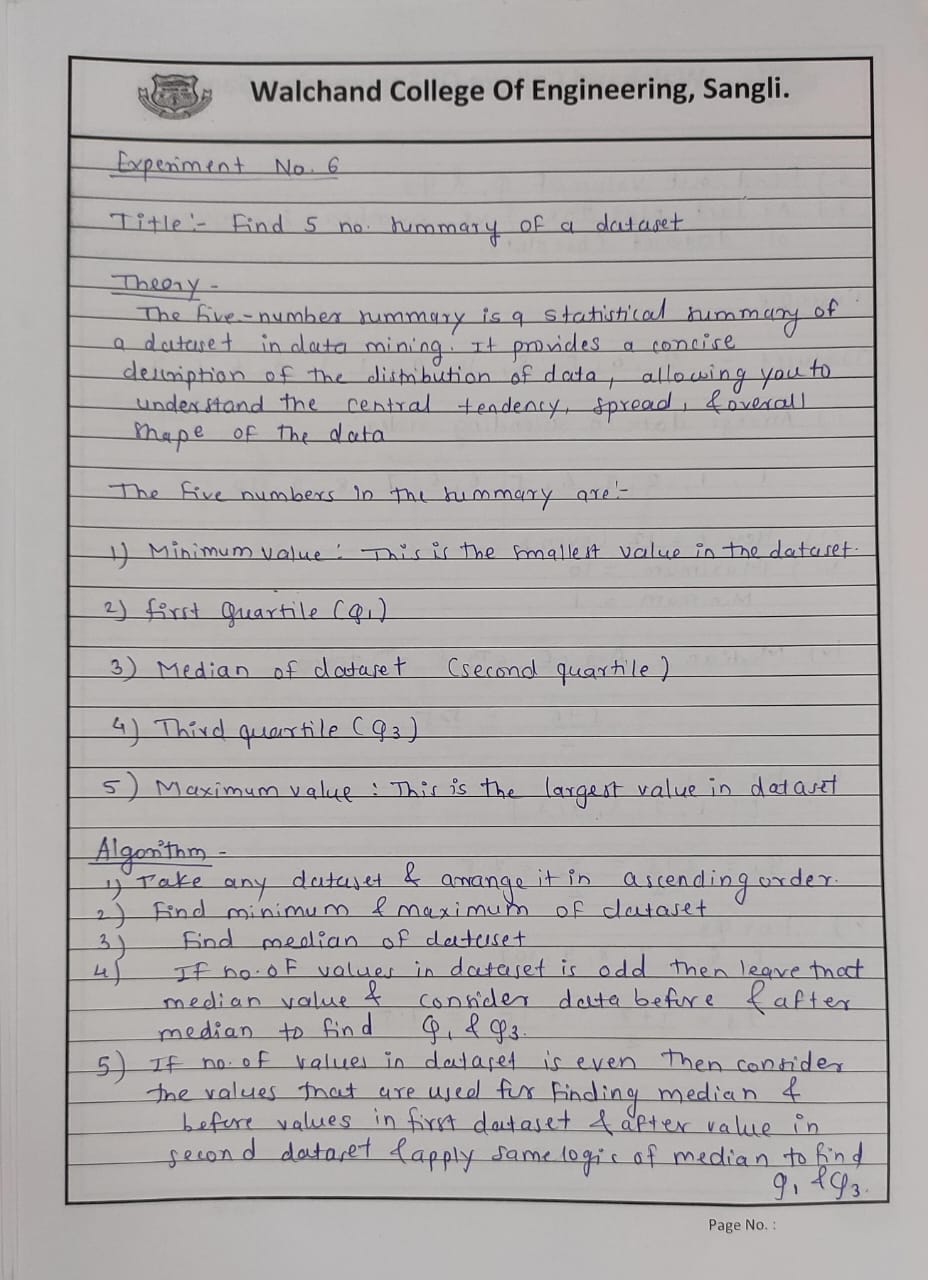 Walchand College Of Engineering, Sangli.
Experiment No. 6
Title:- Find 5 no. summary of a dataset
Theory -
The five-number summary is a statistical summary of
a dataset in data mining. It provides a concise
description of the distribution of data, allowing you to
understand the central tendency, spread, & overall
shape of the data
The five numbers in the summary are:-
1) Minimum value: This is the smallest value in the dataset.
2) first quartile (Q1)
3) Median of dataset (second quartile)
4) Third quartile (Q3)
5) Maximum value : This is the largest value in dataset
Algorithm -
1) Take any dataset & arrange it in ascending order.
2) Find minimum & maximum of dataset
3) Find median of dataset
4) If no. of values in dataset is odd then leave that
median value & consider data before & after
median to find Q1 & Q3.
5) If no. of values in dataset is even then consider
the values that are used for finding median &
before values in first dataset & after value in
second dataset & apply same logic of median to find
Q1 & Q3.
Page No. :